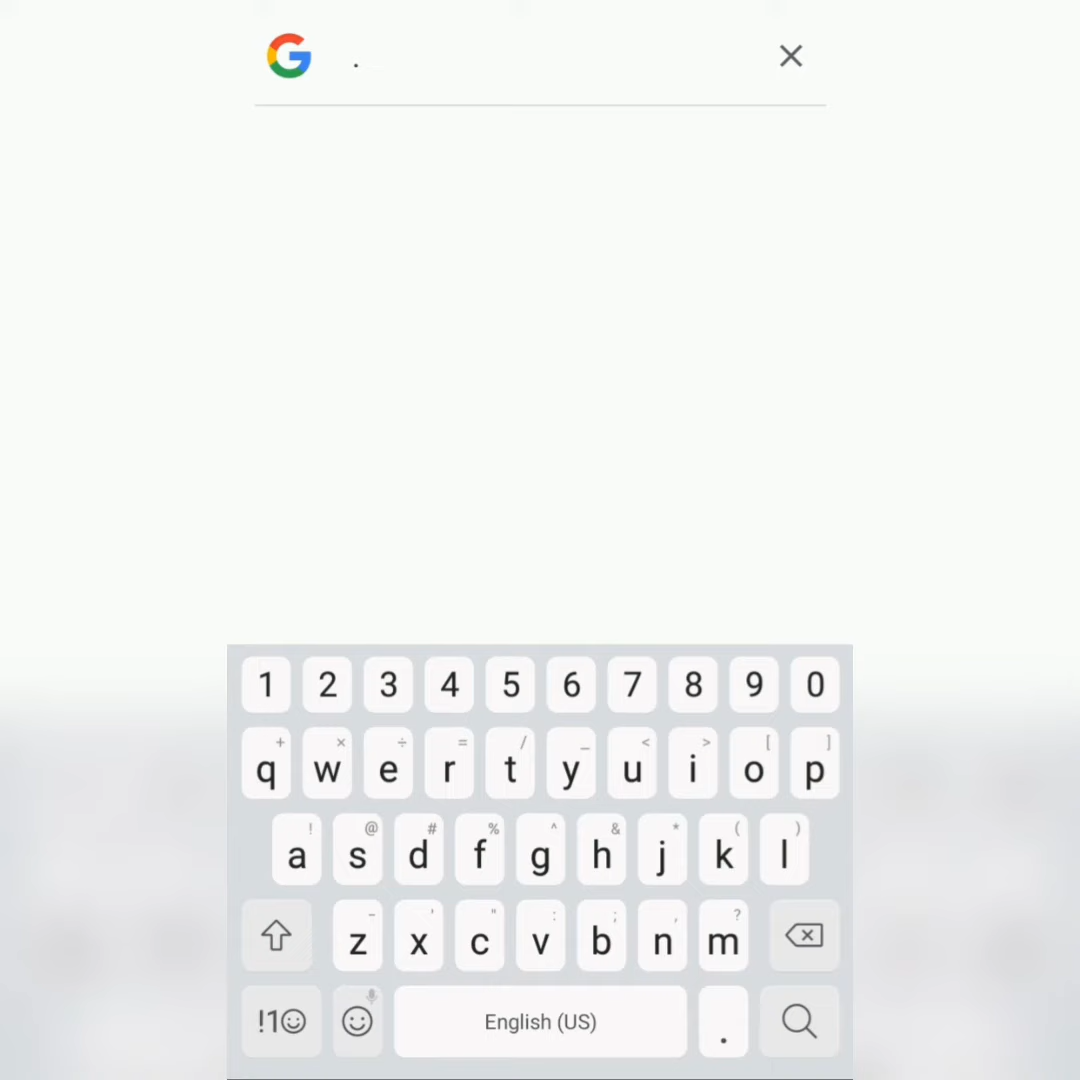 G .
1 2 3 4 5 6 7 8 9 0
+ × ÷ = / _ < > [ ]
q w e r t y u i o p
! @ # % ^ & * ( )
a s d f g h j k l
- ' " : ; , ?
z x c v b n m
!1☺ English (US) .